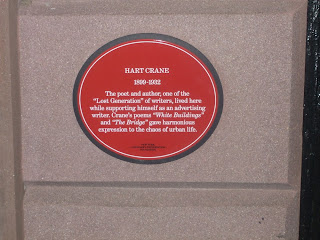 HART CRANE
1899-1932
The poet and author, one of the
"Lost Generation" of writers, lived here
while supporting himself as an advertising
writer. Crane's poems "White Buildings"
and "The Bridge" gave harmonious
expression to the chaos of urban life.